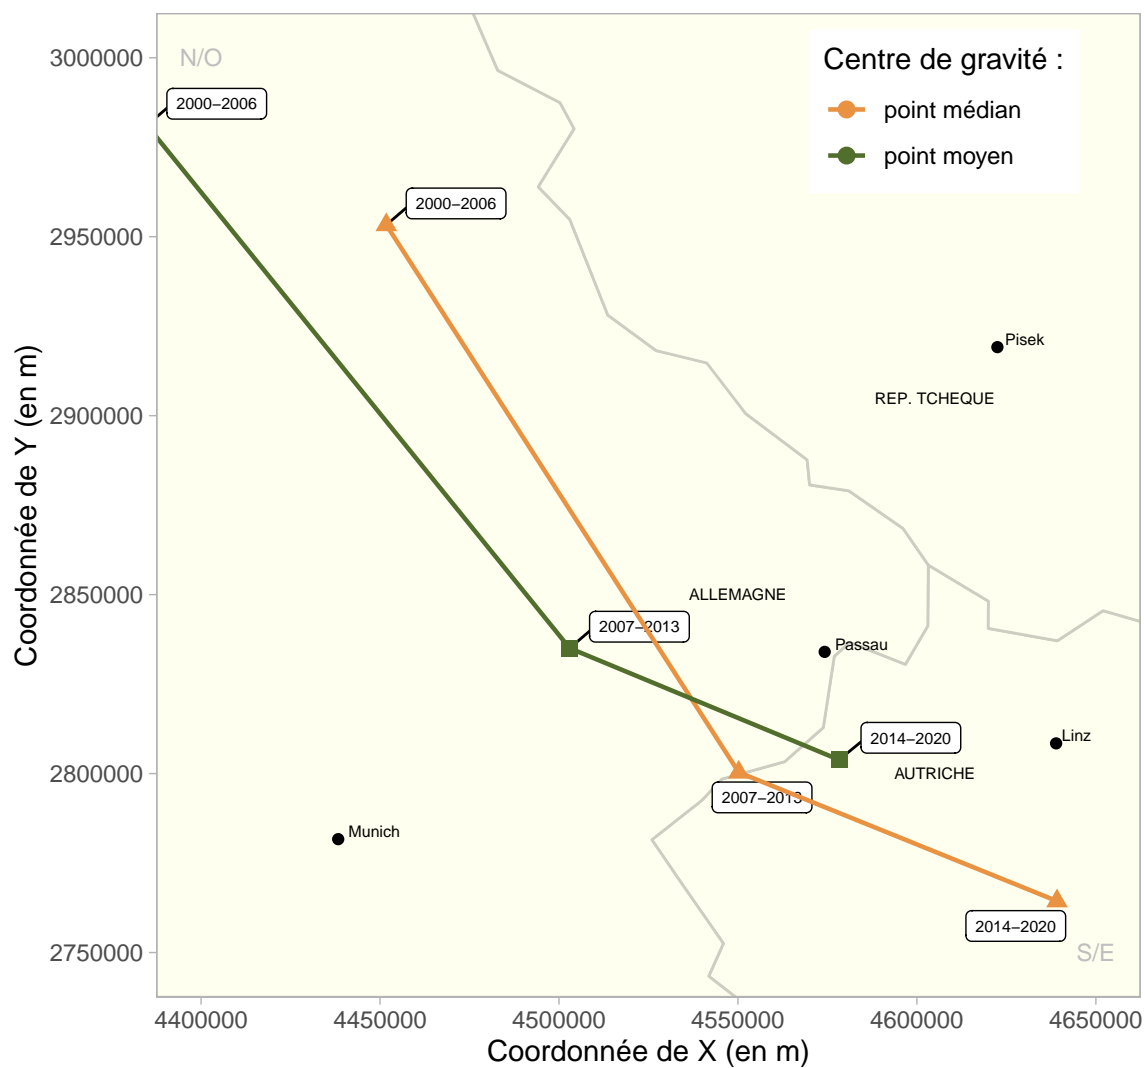 N/O
Centre de gravité :
point médian
point moyen
2000–2006
2000–2006
Pisek
REP. TCHEQUE
ALLEMAGNE
2007–2013
Passau
2014–2020
Linz
AUTRICHE
2007–2013
Munich
2014–2020
S/E
3000000
2950000
2900000
2850000
2800000
2750000
4400000 4450000 4500000 4550000 4600000 4650000
Coordonnée de X (en m)
Coordonnée de Y (en m)